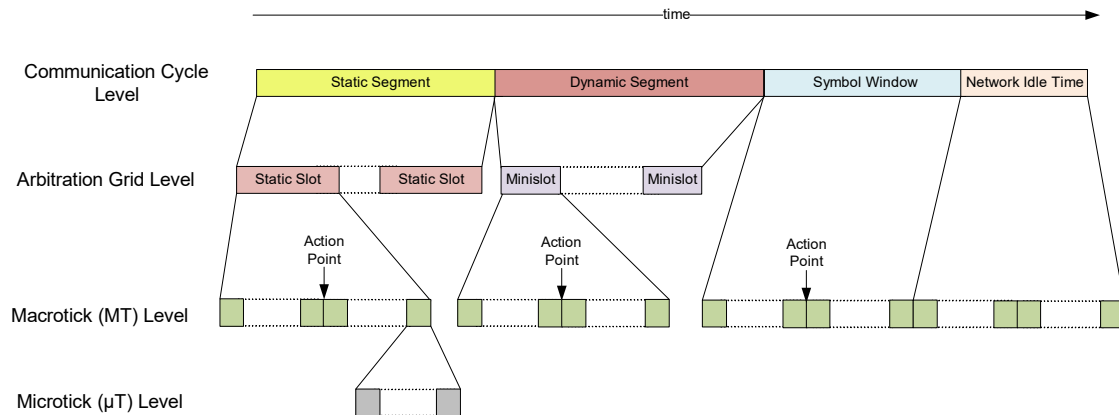 time
Communication Cycle
Level
Static Segment
Dynamic Segment
Symbol Window
Network Idle Time
Arbitration Grid Level
Static Slot
Static Slot
Minislot
Minislot
Action
Point
Action
Point
Action
Point
Macrotick (MT) Level
Microtick (µT) Level